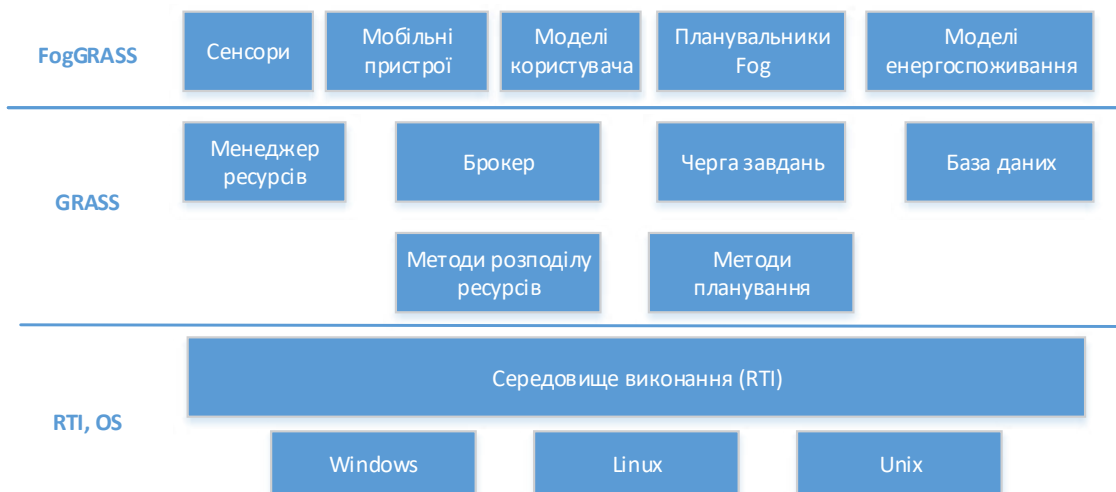 FogGRASS
Сенсори
Мобільні
пристрої
Моделі
користувача
Планувальники
Fog
Моделі
енергоспоживання
GRASS
Менеджер
ресурсів
Брокер
Черга завдань
База даних
Методи розподілу
ресурсів
Методи
планування
RTI, OS
Середовище виконання (RTI)
Windows
Linux
Unix